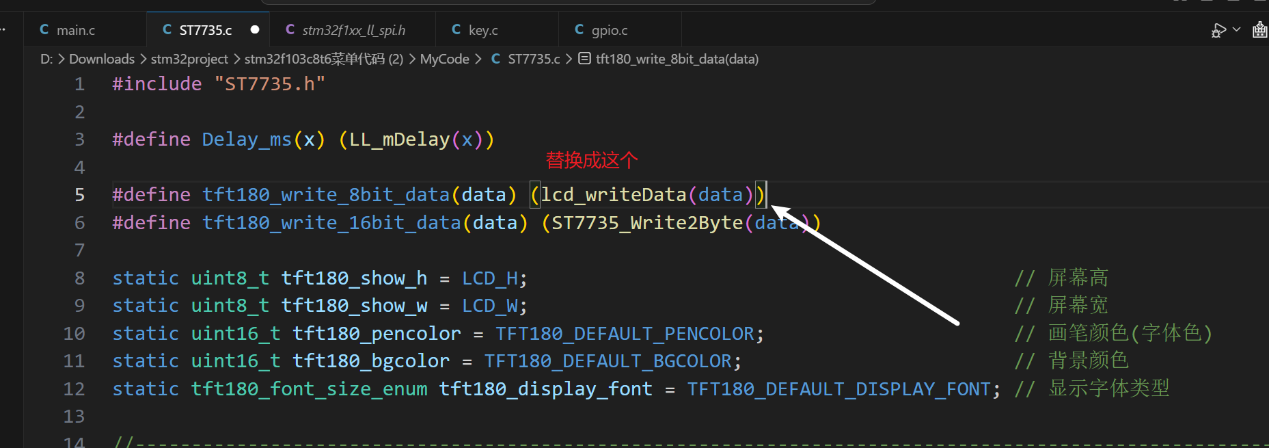 main.c
ST7735.c
stm32f1xx_ll_spi.h
key.c
gpio.c
D: > Downloads > stm32project > stm32f103c8t6菜单代码 (2) > MyCode > C ST7735.c > tft180_write_8bit_data(data)
1 #include "ST7735.h"
2
3 #define Delay_ms(x) (LL_mDelay(x))
4 替换成这个
5 #define tft180_write_8bit_data(data) (lcd_writeData(data))
6 #define tft180_write_16bit_data(data) (ST7735_Write2Byte(data))
7
8 static uint8_t tft180_show_h = LCD_H; // 屏幕高
9 static uint8_t tft180_show_w = LCD_W; // 屏幕宽
10 static uint16_t tft180_pencolor = TFT180_DEFAULT_PENCOLOR; // 画笔颜色(字体色)
11 static uint16_t tft180_bgcolor = TFT180_DEFAULT_BGCOLOR; // 背景颜色
12 static tft180_font_size_enum tft180_display_font = TFT180_DEFAULT_DISPLAY_FONT; // 显示字体类型
13
14 //----------------------------------------------------------------